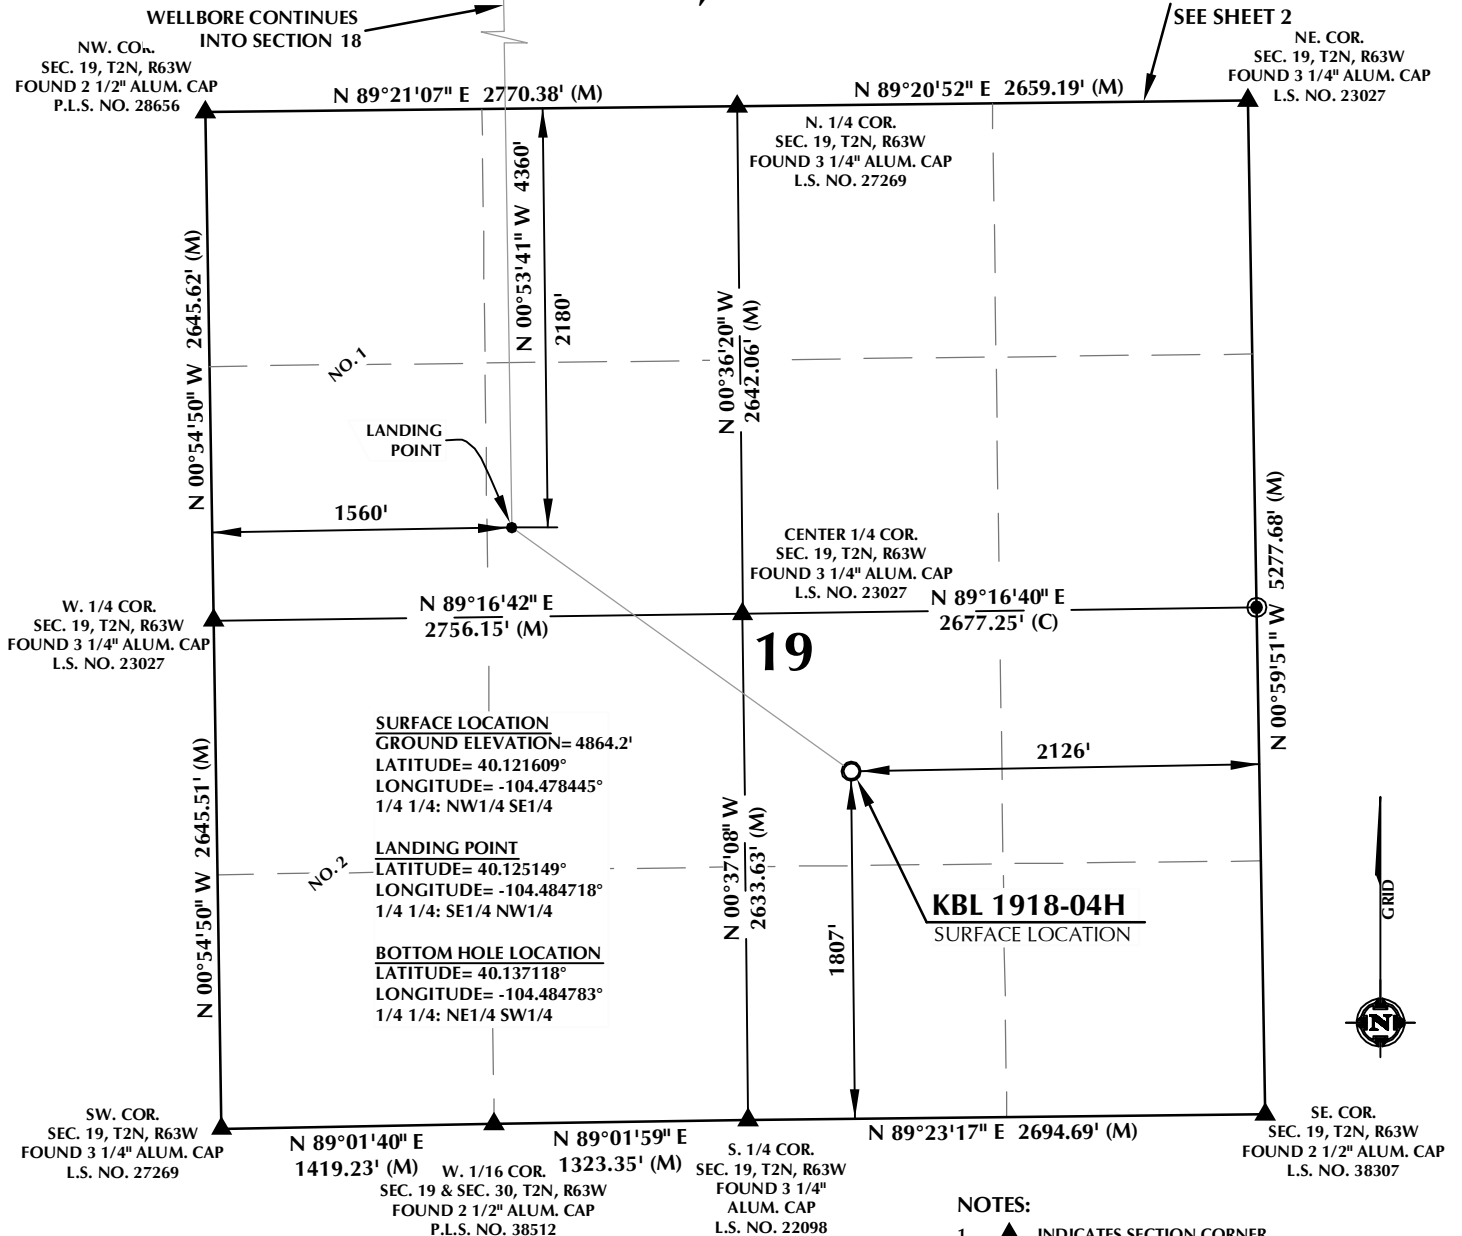 WELLBORE CONTINUES
INTO SECTION 18
SEE SHEET 2
NW. COR.
SEC. 19, T2N, R63W
FOUND 2 1/2" ALUM. CAP
P.L.S. NO. 28656
NE. COR.
SEC. 19, T2N, R63W
FOUND 3 1/4" ALUM. CAP
L.S. NO. 23027
N 89°21'07" E 2770.38' (M)
N 89°20'52" E 2659.19' (M)
N. 1/4 COR.
SEC. 19, T2N, R63W
FOUND 3 1/4" ALUM. CAP
L.S. NO. 27269
N 00°53'41" W 4360'
2180'
N 00°54'50" W 2645.62' (M)
N 00°36'20" W
2642.06' (M)
NO.1
LANDING
POINT
1560'
CENTER 1/4 COR.
SEC. 19, T2N, R63W
FOUND 3 1/4" ALUM. CAP
L.S. NO. 23027
N 00°59'51" W 5277.68' (M)
W. 1/4 COR.
SEC. 19, T2N, R63W
FOUND 3 1/4" ALUM. CAP
L.S. NO. 23027
N 89°16'42" E
2756.15' (M)
N 89°16'40" E
2677.25' (C)
19
SURFACE LOCATION
GROUND ELEVATION= 4864.2'
LATITUDE= 40.121609°
LONGITUDE= -104.478445°
1/4 1/4: NW1/4 SE1/4
LANDING POINT
LATITUDE= 40.125149°
LONGITUDE= -104.484718°
1/4 1/4: SE1/4 NW1/4
BOTTOM HOLE LOCATION
LATITUDE= 40.137118°
LONGITUDE= -104.484783°
1/4 1/4: NE1/4 SW1/4
2126'
N 00°54'50" W 2645.51' (M)
NO.2
N 00°37'08" W
2633.63' (M)
1807'
KBL 1918-04H
SURFACE LOCATION
GRID
N
SW. COR.
SEC. 19, T2N, R63W
FOUND 3 1/4" ALUM. CAP
L.S. NO. 27269
N 89°01'40" E
1419.23' (M)
W. 1/16 COR.
SEC. 19 & SEC. 30, T2N, R63W
FOUND 2 1/2" ALUM. CAP
P.L.S. NO. 38512
N 89°01'59" E
1323.35' (M)
S. 1/4 COR.
SEC. 19, T2N, R63W
FOUND 3 1/4"
ALUM. CAP
L.S. NO. 22098
N 89°23'17" E 2694.69' (M)
SE. COR.
SEC. 19, T2N, R63W
FOUND 2 1/2" ALUM. CAP
L.S. NO. 38307
NOTES:
1. INDICATES SECTION CORNER